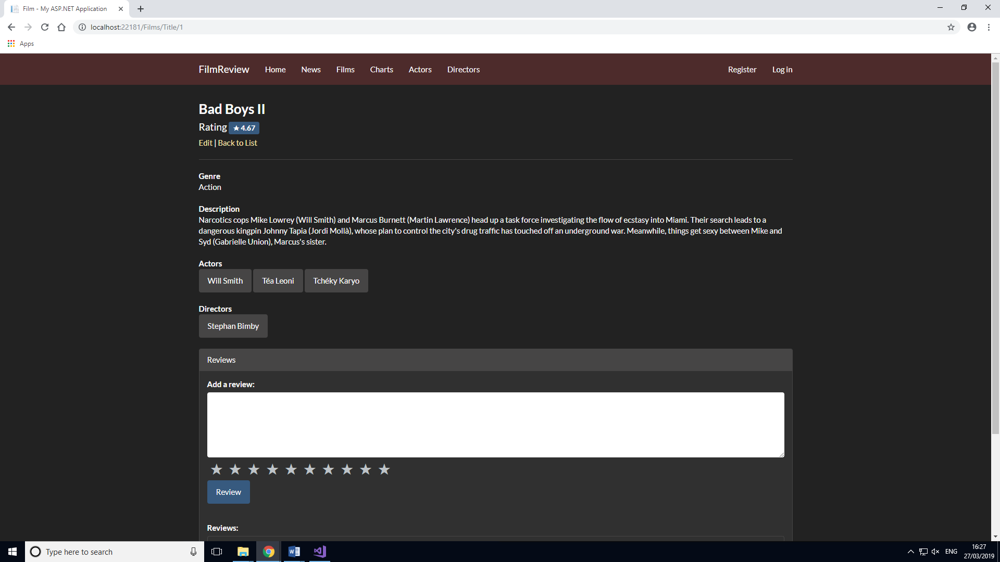 Film - My ASP.NET Application
localhost:22181/Films/Title/1
Apps
FilmReview Home News Films Charts Actors Directors Register Log in
Bad Boys II
Rating ★ 4.67
Edit | Back to List
Genre
Action
Description
Narcotics cops Mike Lowrey (Will Smith) and Marcus Burnett (Martin Lawrence) head up a task force investigating the flow of ecstasy into Miami. Their search leads to a
dangerous kingpin Johnny Tapia (Jordi Mollà), whose plan to control the city's drug traffic has touched off an underground war. Meanwhile, things get sexy between Mike and
Syd (Gabrielle Union), Marcus's sister.
Actors
Will Smith Téa Leoni Tchéky Karyo
Directors
Stephan Bimby
Reviews
Add a review:
Review
Reviews:
Type here to search
ENG
16:27
27/03/2019